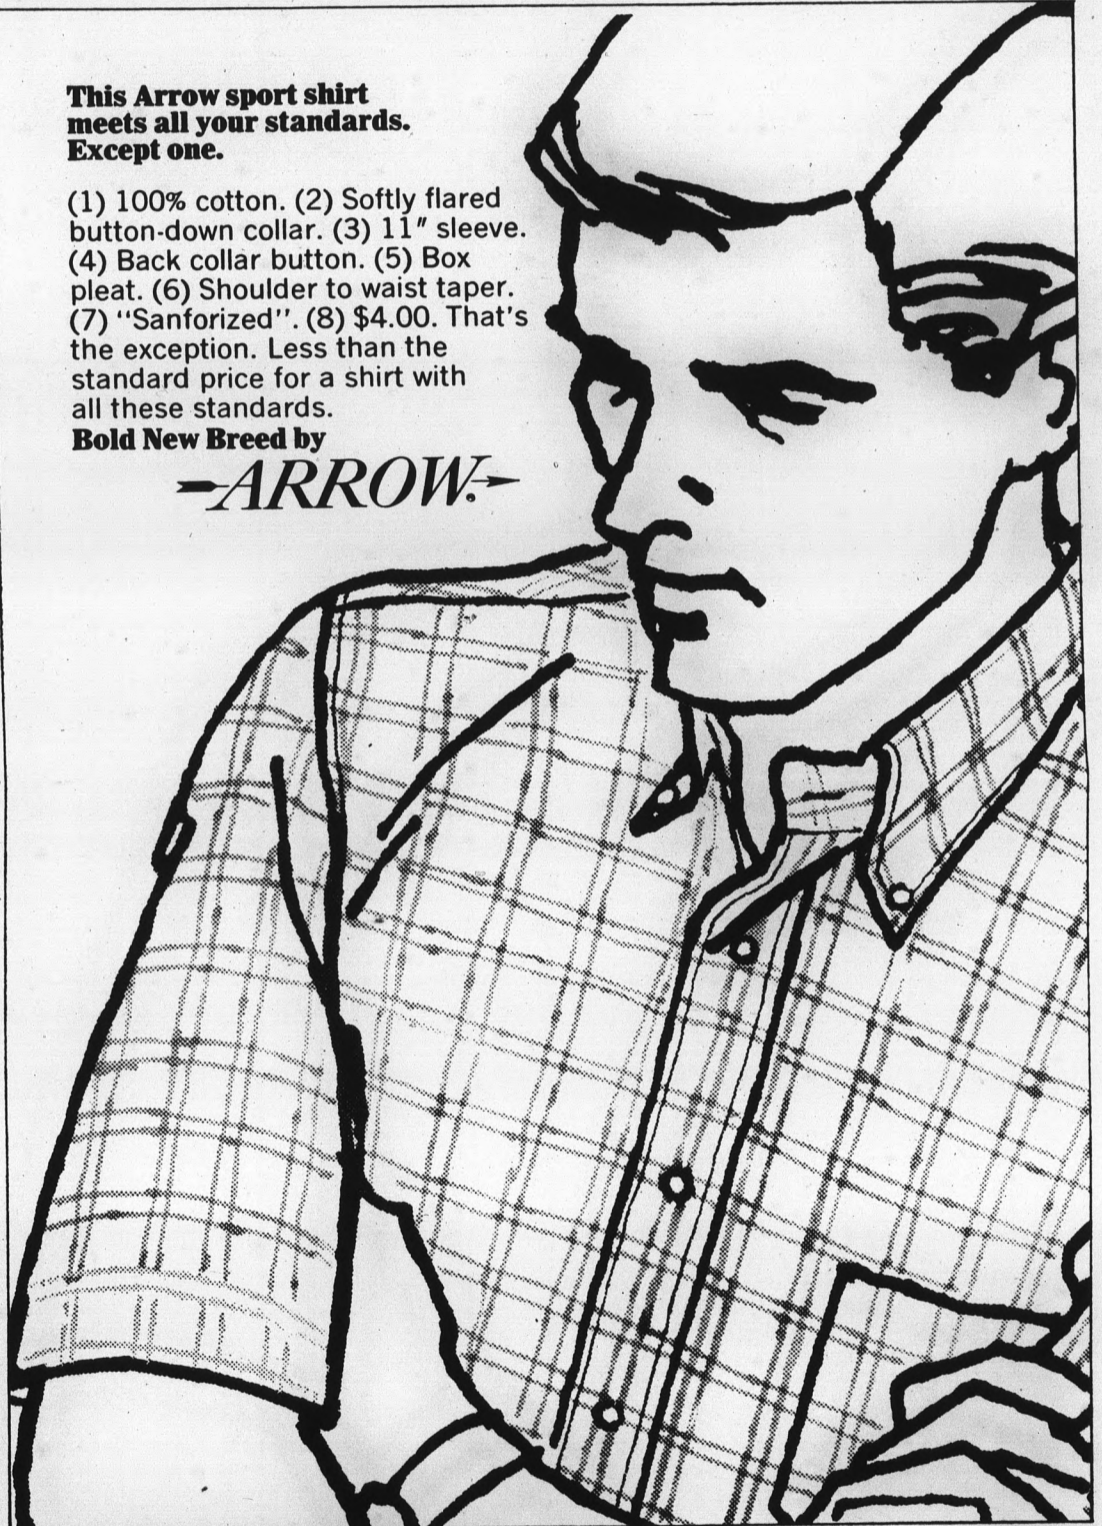 This Arrow sport shirt
meets all your standards.
Except one.
(1) 100% cotton. (2) Softly flared
button-down collar. (3) 11" sleeve.
(4) Back collar button. (5) Box
pleat. (6) Shoulder to waist taper.
(7) "Sanforized". (8) $4.00. That's
the exception. Less than the
standard price for a shirt with
all these standards.
Bold New Breed by
ARROW.